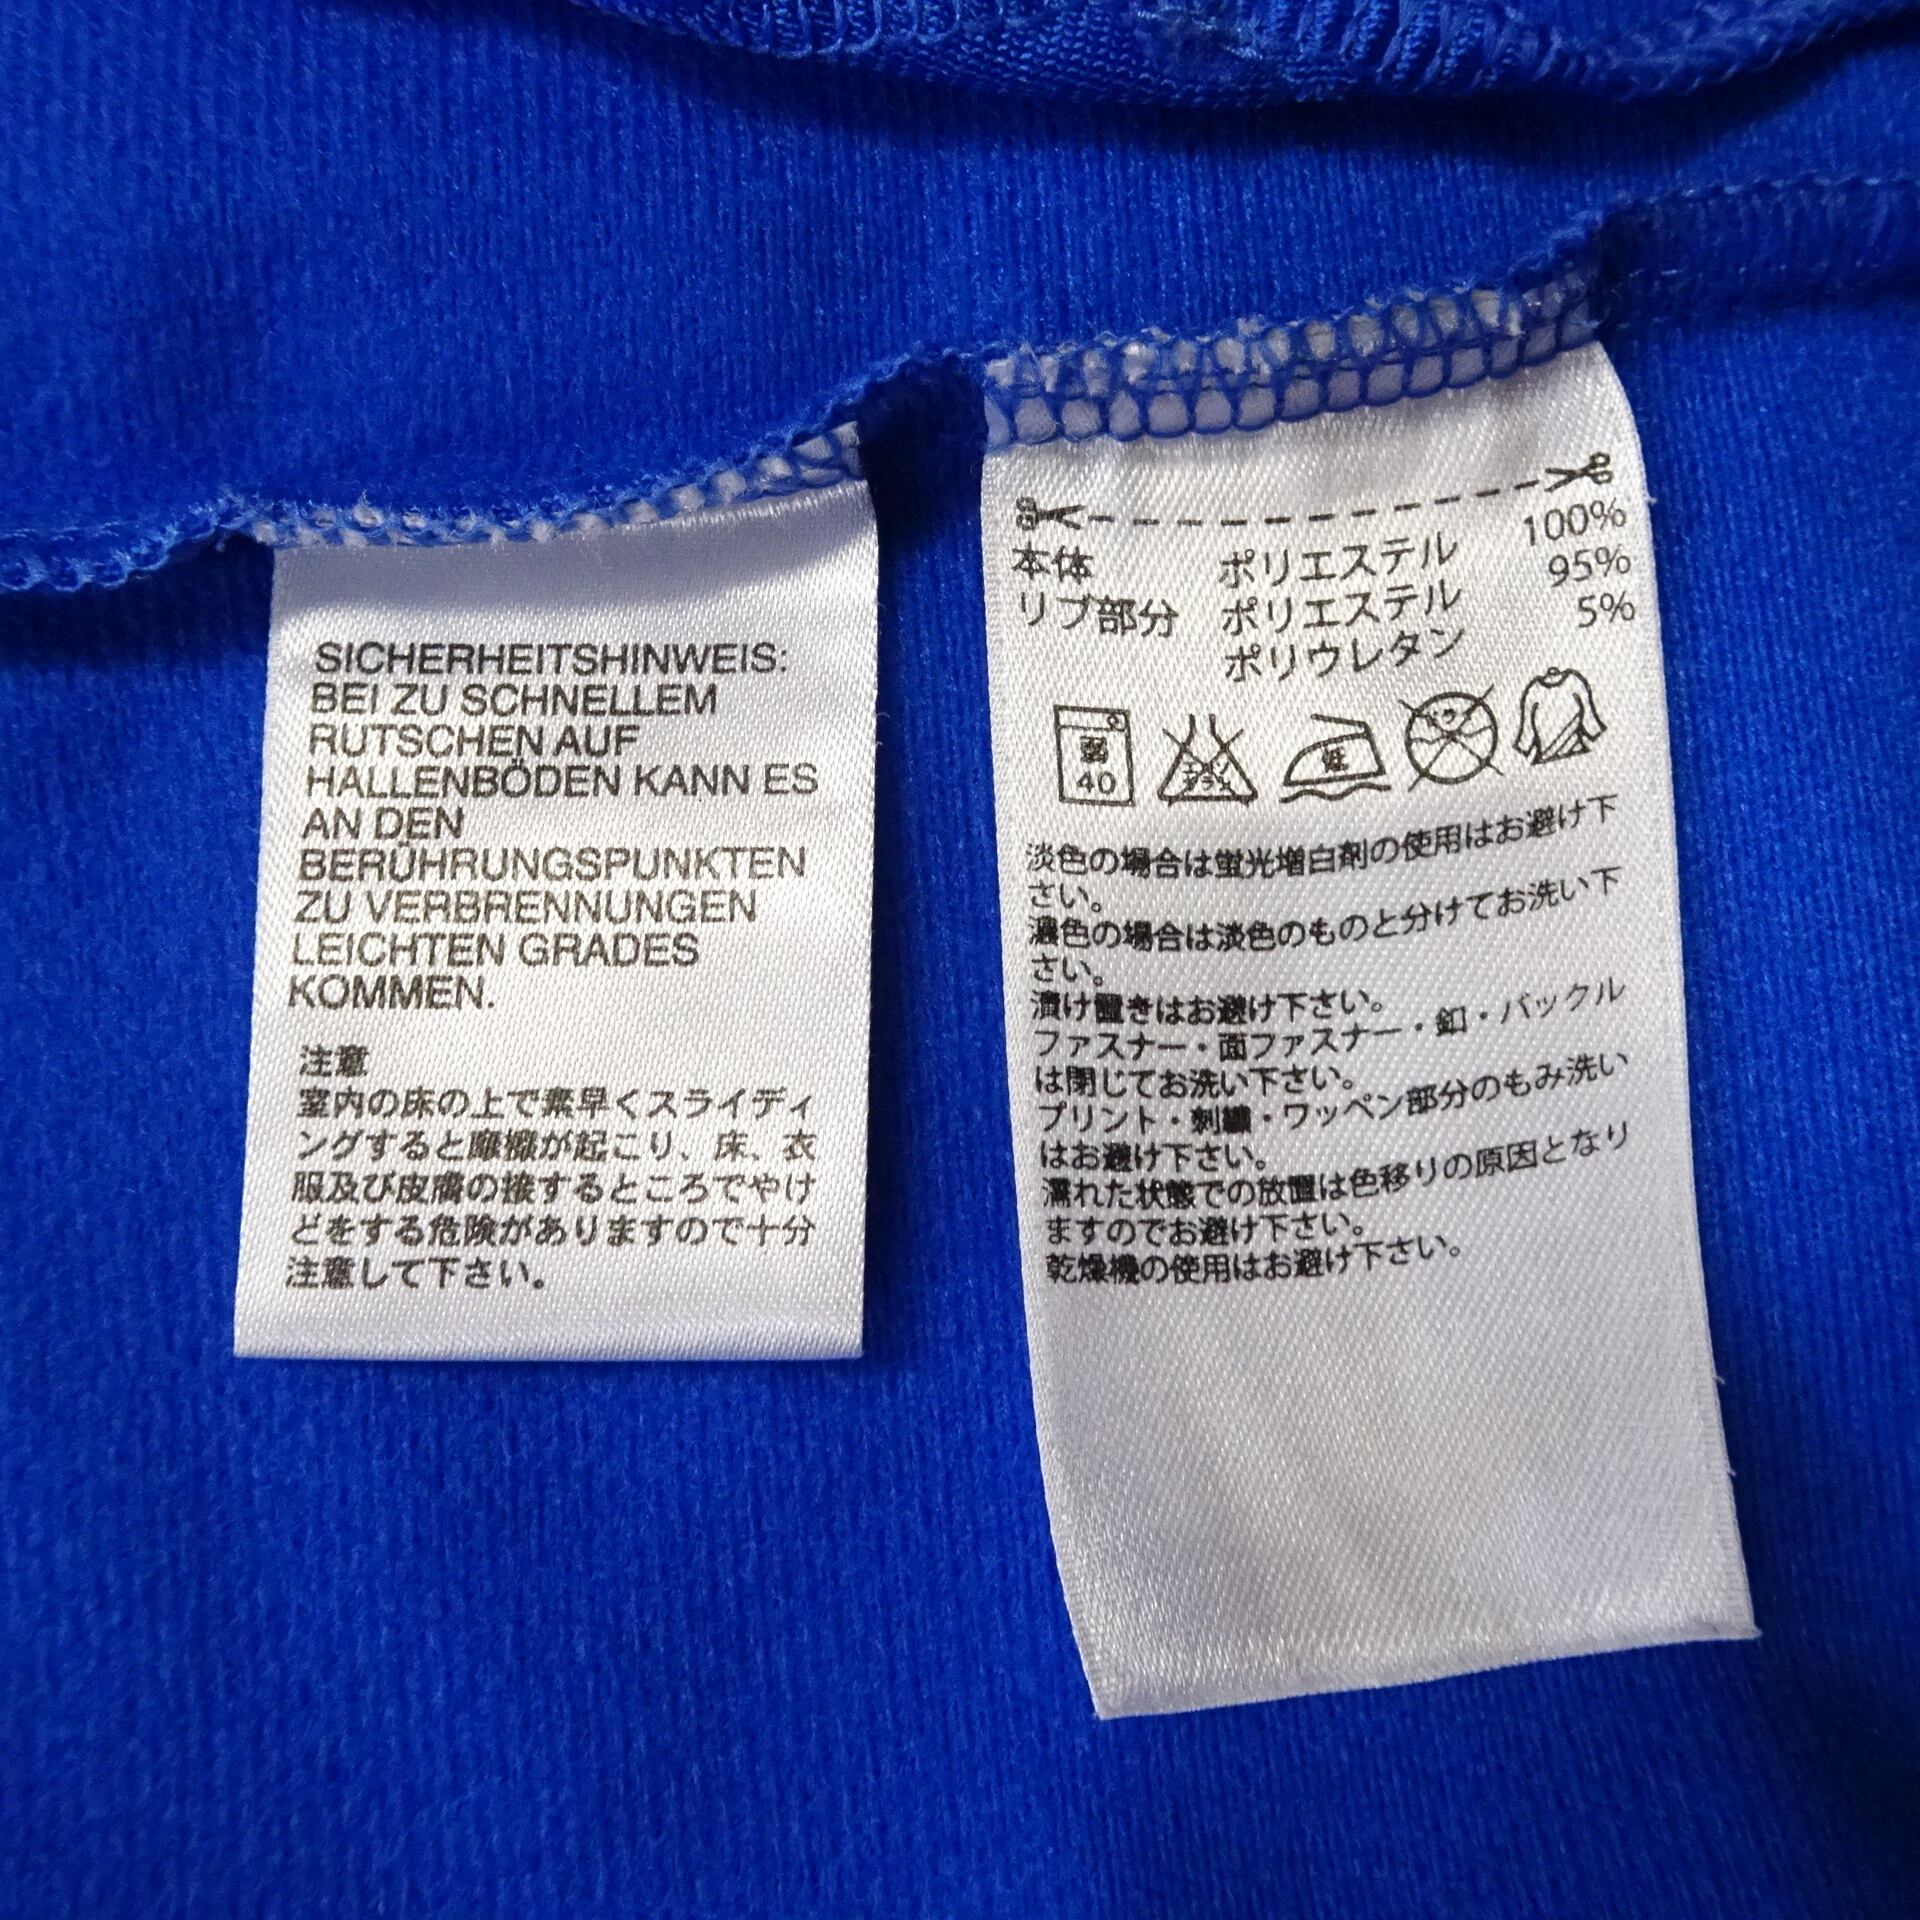 SICHERHEITSHINWEIS:
BEI ZU SCHNELLEM
RUTSCHEN AUF
HALLENBÖDEN KANN ES
AN DEN
BERÜHRUNGSPUNKTEN
ZU VERBRENNUNGEN
LEICHTEN GRADES
KOMMEN.
注意
室内の床の上で素早くスライディ
ングすると摩擦が起こり、床、衣
服及び皮膚の接するところでやけ
どをする危険がありますので十分
注意して下さい。
本体 ポリエステル 100%
リブ部分 ポリエステル 95%
ポリウレタン 5%
弱 40
エンソサラシ
低
淡色の場合は蛍光増白剤の使用はお避け下
さい。
濃色の場合は淡色のものと分けてお洗い下
さい。
漬け置きはお避け下さい。
ファスナー・面ファスナー・釦・バックル
は閉じてお洗い下さい。
プリント・刺繍・ワッペン部分のもみ洗い
はお避け下さい。
濡れた状態での放置は色移りの原因となり
ますのでお避け下さい。
乾燥機の使用はお避け下さい。